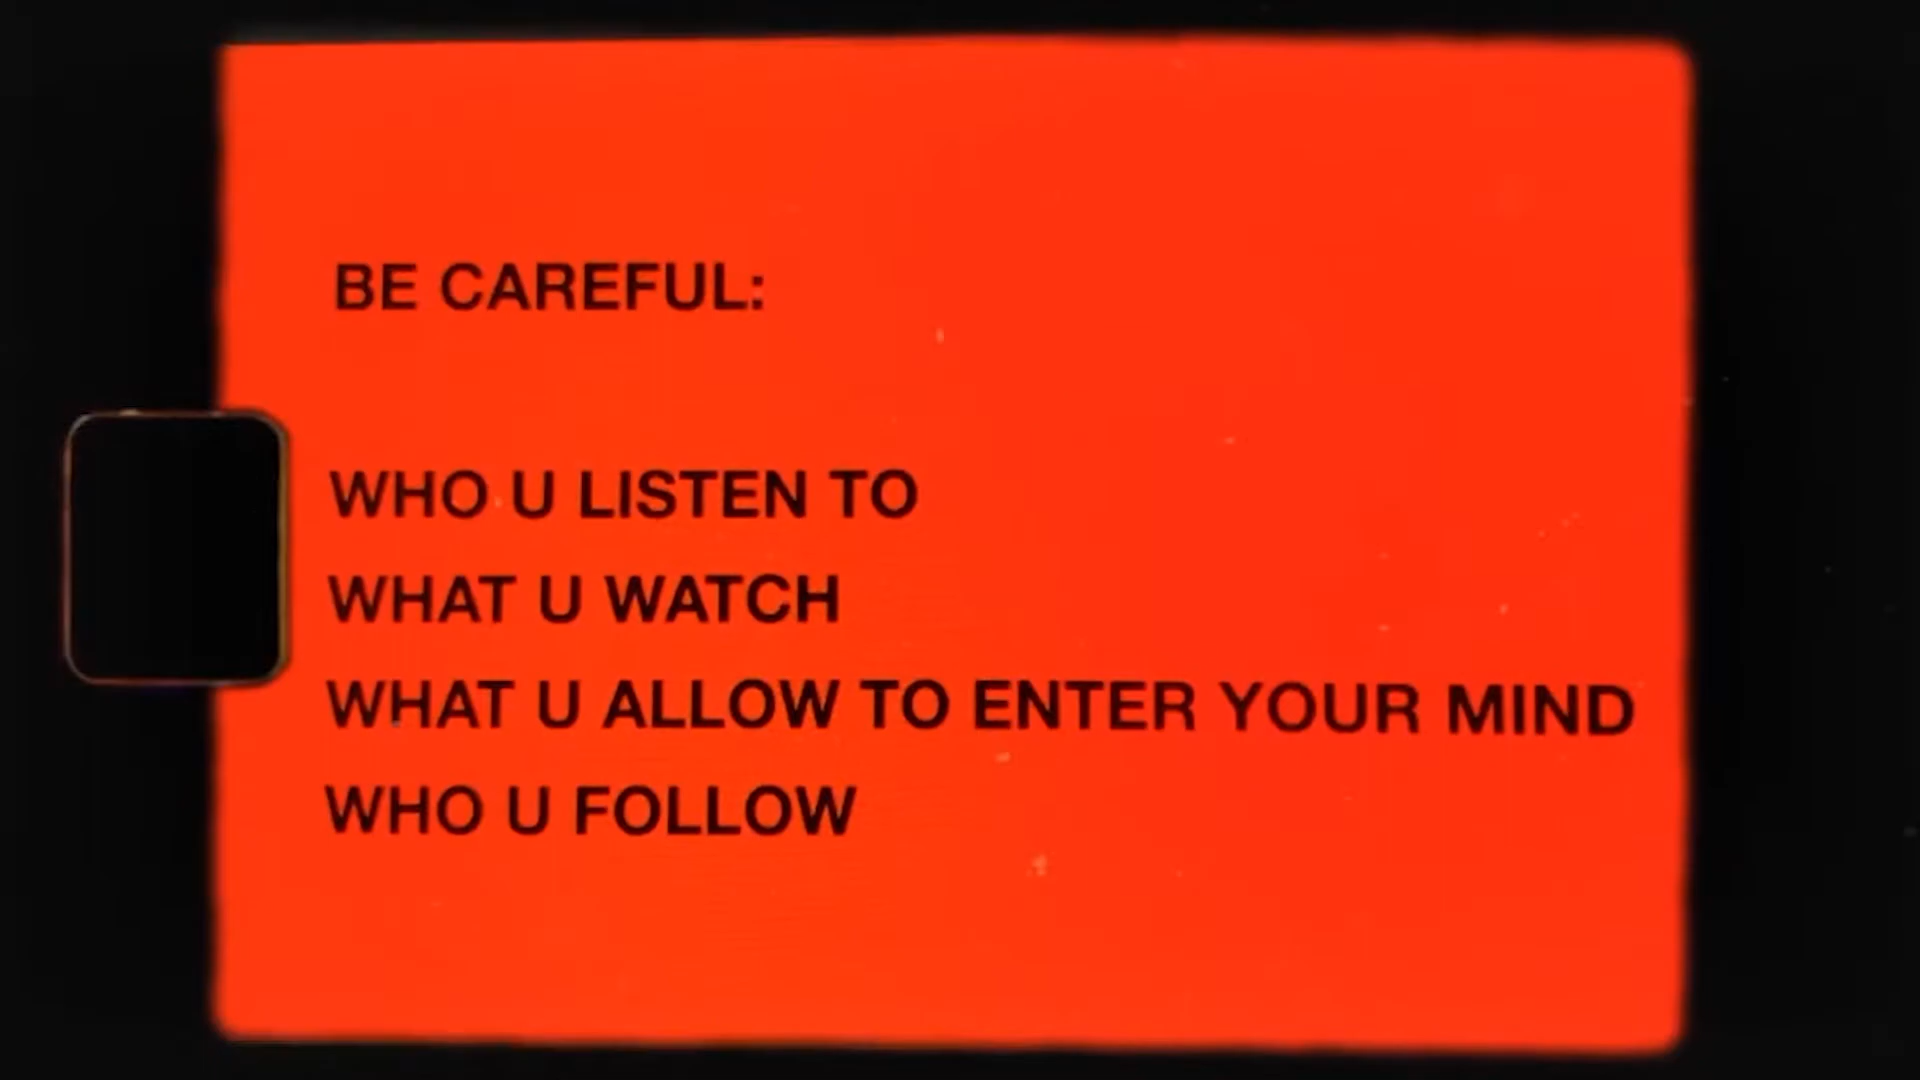 BE CAREFUL:
WHO U LISTEN TO
WHAT U WATCH
WHAT U ALLOW TO ENTER YOUR MIND
WHO U FOLLOW